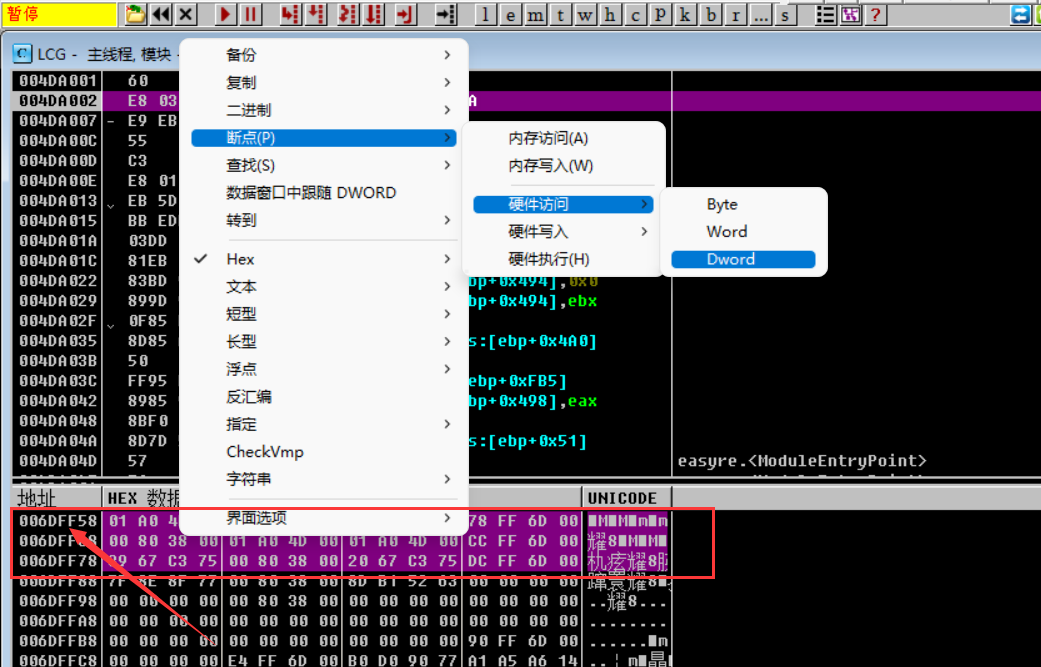 暂停
l e m t w h c P k b r ... s ?
C LCG - 主线程, 模块 -
004DA001 60
004DA002 E8 03
004DA007 - E9 EB
004DA00C 55
004DA00D C3
004DA00E E8 01
004DA013 EB 5D
004DA015 BB ED
004DA01A 03DD
004DA01C 81EB
004DA022 83BD
004DA029 899D
004DA02F 0F85
004DA035 8D85
004DA03B 50
004DA03C FF95
004DA042 8985
004DA048 8BF0
004DA04A 8D7D
004DA04D 57
A
bp+0x494],0x0
bp+0x494],ebx
s:[ebp+0x4A0]
ebp+0xFB5]
bp+0x498],eax
s:[ebp+0x51]
easyre.<ModuleEntryPoint>
备份
复制
二进制
断点(P)
查找(S)
数据窗口中跟随 DWORD
转到
Hex
文本
短型
长型
浮点
反汇编
指定
CheckVmp
字符串
界面选项
内存访问(A)
内存写入(W)
硬件访问
硬件写入
硬件执行(H)
Byte
Word
Dword
地址 HEX 数据 UNICODE
006DFF58 01 A0 4 78 FF 6D 00
00 80 38 00 01 A0 4D 00 01 A0 4D 00 CC FF 6D 00
006DFF78 67 C3 75 00 80 38 00 20 67 C3 75 DC FF 6D 00
006DFF88 7F 8E 8F 77 00 80 38 00 8D B1 52 63 00 00 00 00
006DFF98 00 00 00 00 00 80 38 00 00 00 00 00 00 00 00 00 ..耀8...
006DFFA8 00 00 00 00 00 00 00 00 00 00 00 00 00 00 00 00 ........
006DFFB8 00 00 00 00 00 00 00 00 00 00 00 00 90 FF 6D 00
006DFFC8 00 00 00 00 E4 FF 6D 00 B0 D0 90 77 A1 A5 A6 14